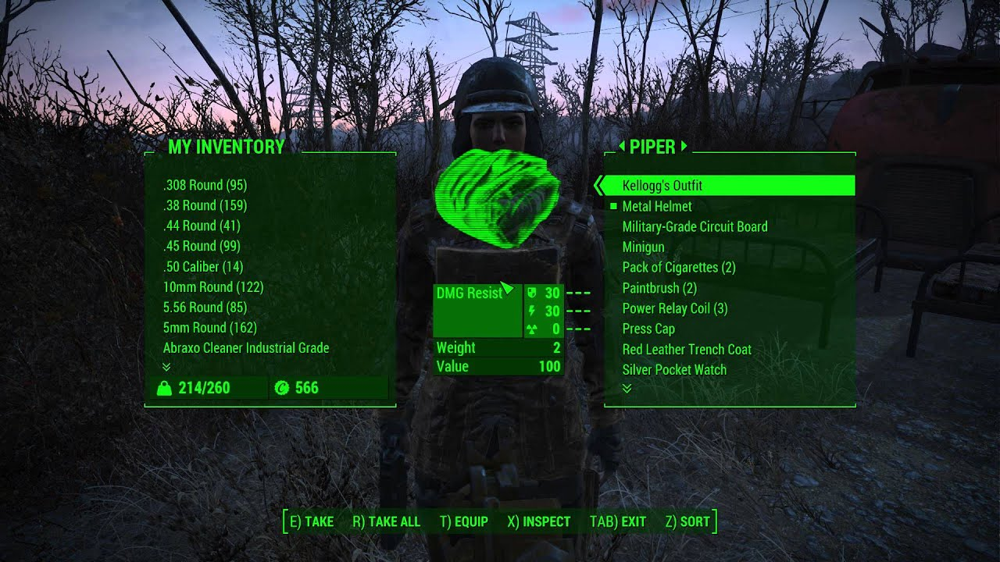 MY INVENTORY
.308 Round (95)
.38 Round (159)
.44 Round (41)
.45 Round (99)
.50 Caliber (14)
10mm Round (122)
5.56 Round (85)
5mm Round (162)
Abraxo Cleaner Industrial Grade
214/260
566
DMG Resist 30
30
0
Weight 2
Value 100
PIPER
Kellogg's Outfit
Metal Helmet
Military-Grade Circuit Board
Minigun
Pack of Cigarettes (2)
Paintbrush (2)
Power Relay Coil (3)
Press Cap
Red Leather Trench Coat
Silver Pocket Watch
E) TAKE R) TAKE ALL T) EQUIP X) INSPECT TAB) EXIT Z) SORT